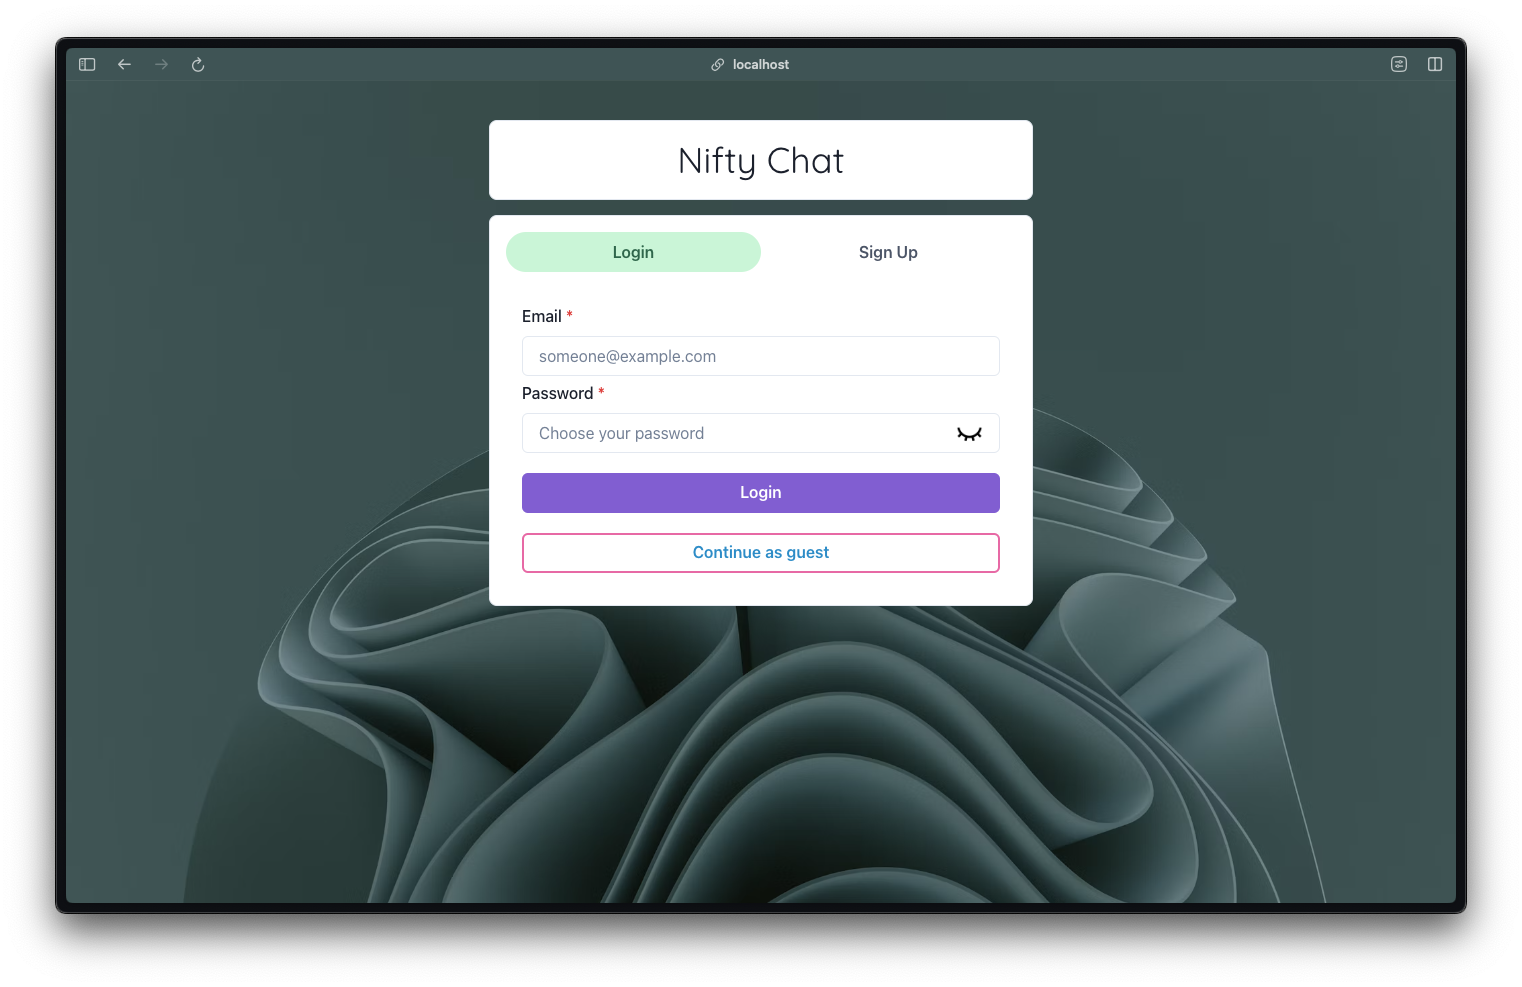 localhost
Nifty Chat
Login Sign Up
Email *
someone@example.com
Password *
Choose your password
Login
Continue as guest